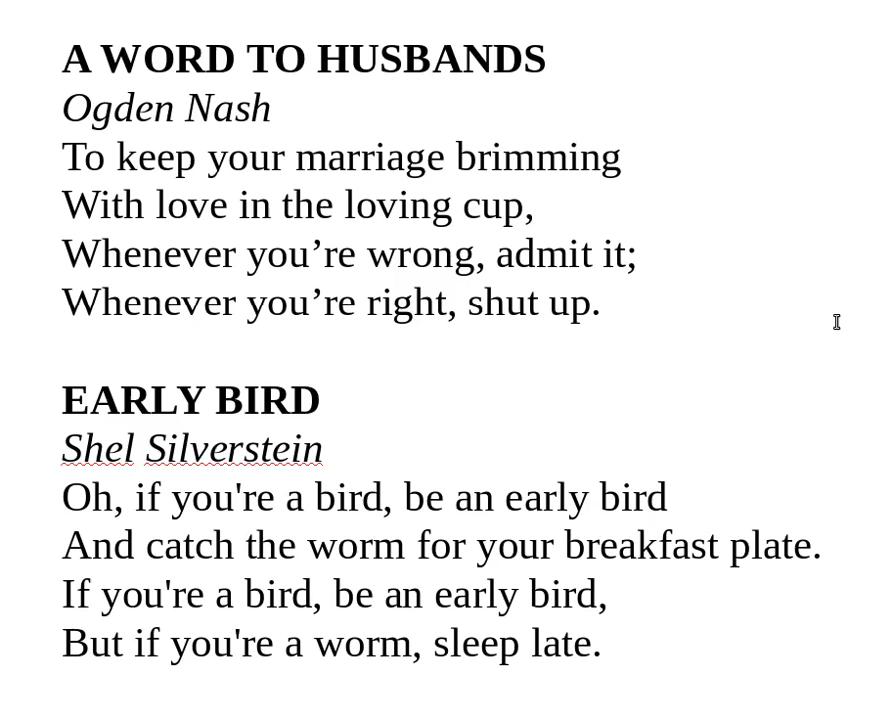 A WORD TO HUSBANDS
Ogden Nash
To keep your marriage brimming
With love in the loving cup,
Whenever you’re wrong, admit it;
Whenever you’re right, shut up.
EARLY BIRD
Shel Silverstein
Oh, if you're a bird, be an early bird
And catch the worm for your breakfast plate.
If you're a bird, be an early bird,
But if you're a worm, sleep late.